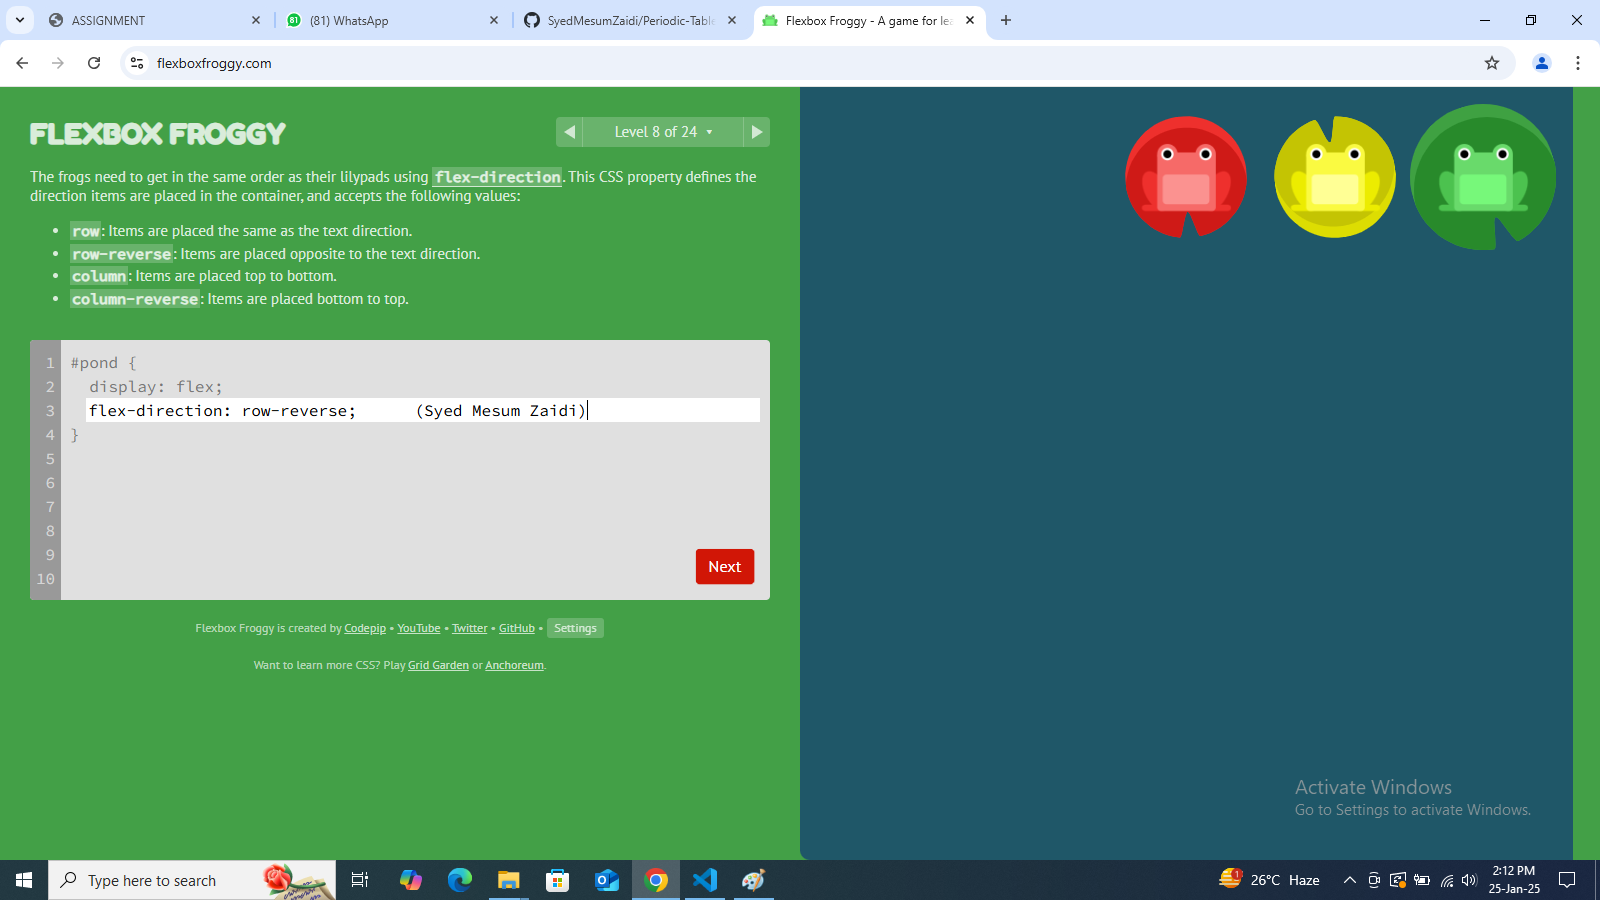 ASSIGNMENT
81 (81) WhatsApp
SyedMesumZaidi/Periodic-Table
Flexbox Froggy - A game for lea
flexboxfroggy.com
FLEXBOX FROGGY
Level 8 of 24
The frogs need to get in the same order as their lilypads using flex-direction. This CSS property defines the
direction items are placed in the container, and accepts the following values:
• row: Items are placed the same as the text direction.
• row-reverse: Items are placed opposite to the text direction.
• column: Items are placed top to bottom.
• column-reverse: Items are placed bottom to top.
1 #pond {
2 display: flex;
3 flex-direction: row-reverse; (Syed Mesum Zaidi)
4 }
5
6
7
8
9
10
Next
Flexbox Froggy is created by Codepip • YouTube • Twitter • GitHub • Settings
Want to learn more CSS? Play Grid Garden or Anchoreum.
Activate Windows
Go to Settings to activate Windows.
Type here to search
1
26°C Haze
2:12 PM
25-Jan-25